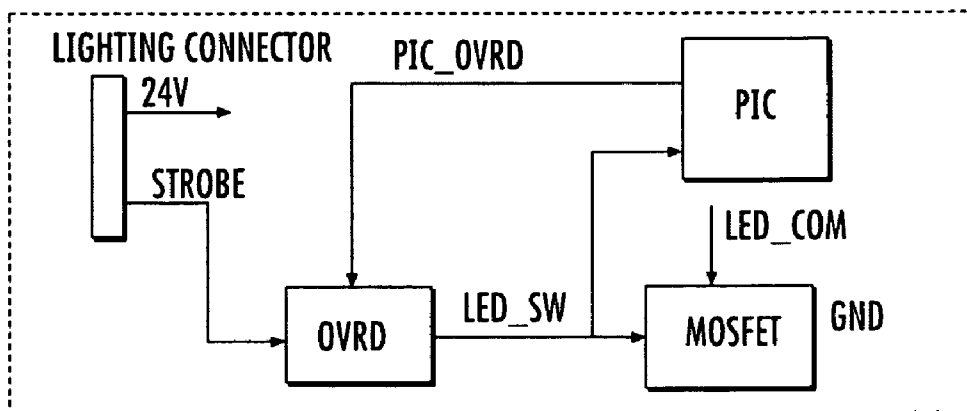 LIGHTING CONNECTOR
24V
STROBE
PIC_OVRD
PIC
LED_COM
OVRD
LED_SW
MOSFET
GND